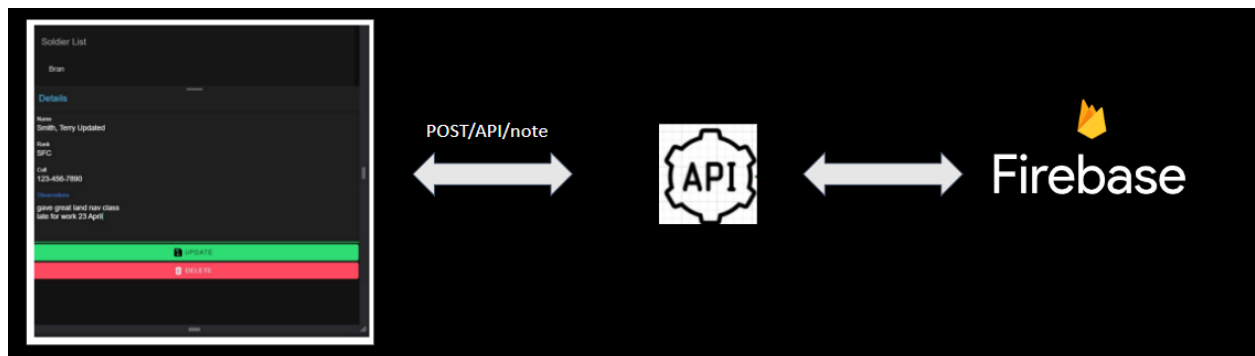 Soldier List
Bran
Details
Name
Smith, Terry Updated
Rank
SFC
Cell
123-456-7890
Observations
gave great land nav class
late for work 23 April
UPDATE
DELETE
POST/API/note
API
Firebase